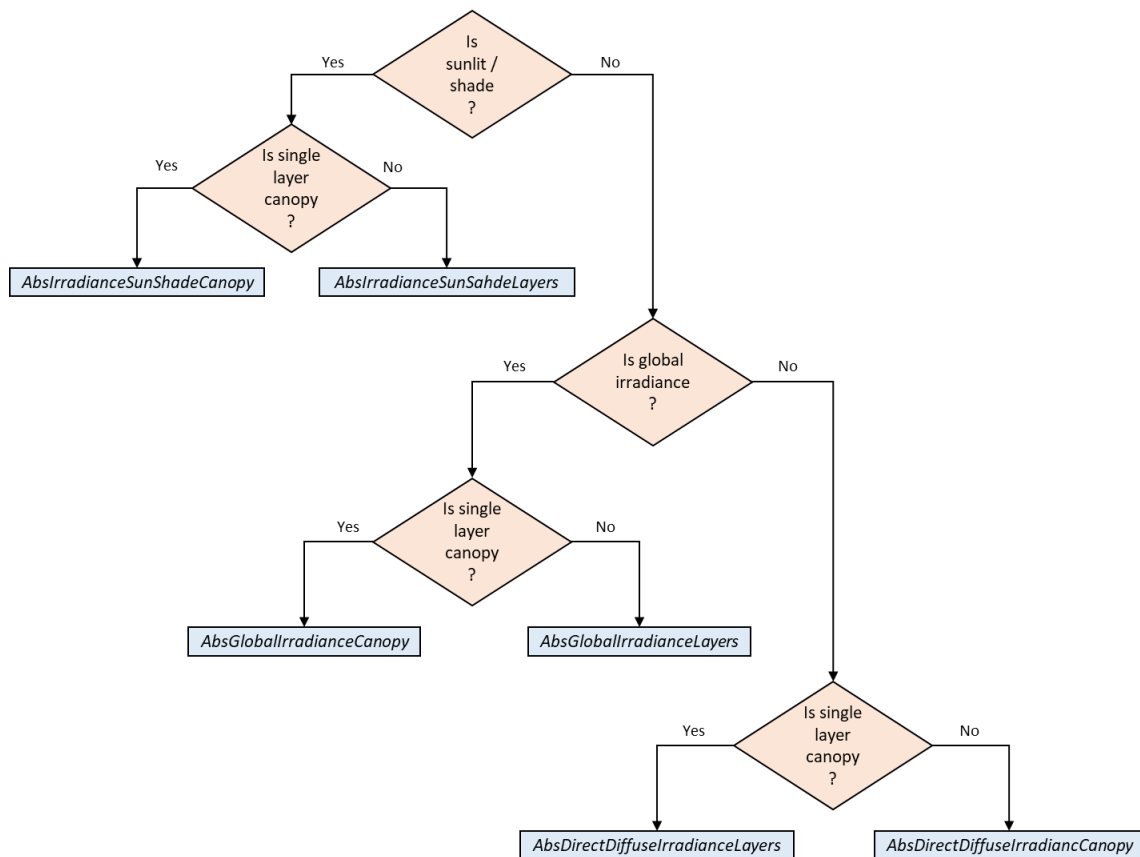 Is
sunlit /
shade
?
Yes
No
Is single
layer
canopy
?
Yes
No
AbsIrradianceSunShadeCanopy
AbsIrradianceSunSahdeLayers
Is global
irradiance
?
Yes
No
Is single
layer
canopy
?
Yes
No
AbsGlobalIrradianceCanopy
AbsGlobalIrradianceLayers
Is single
layer
canopy
?
Yes
No
AbsDirectDiffuseIrradianceLayers
AbsDirectDiffuseIrradiancCanopy